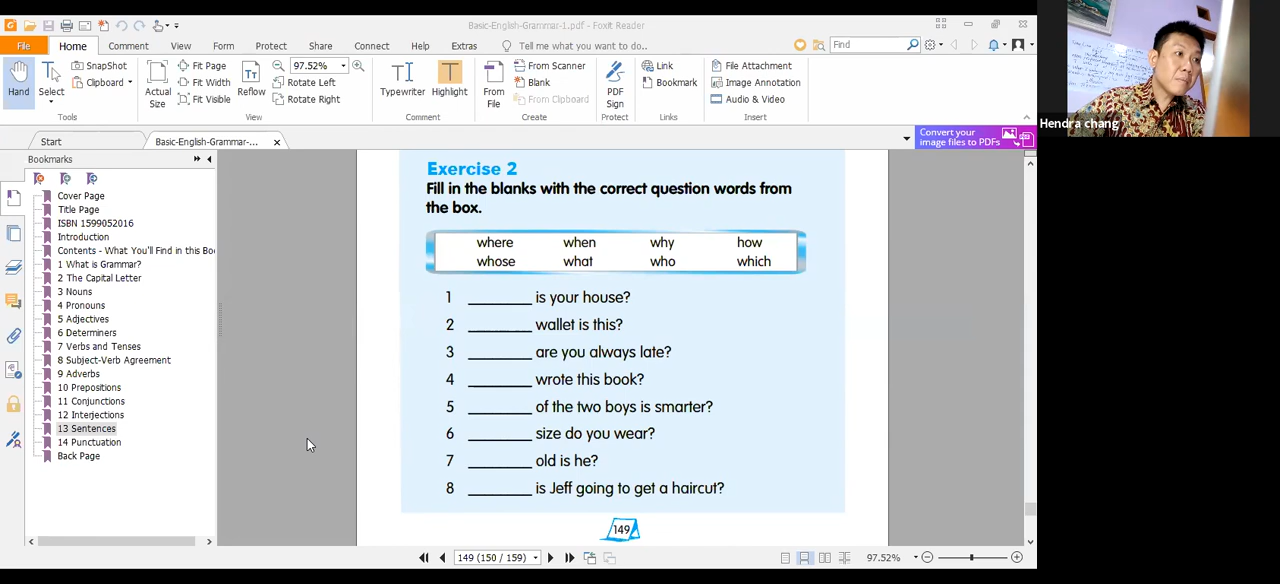 Basic-English-Grammar-1.pdf - Foxit Reader
File Home Comment View Form Protect Share Connect Help Extras Tell me what you want to do.. Find
Hand
Select
SnapShot
Clipboard
Tools
Actual Size
Reflow
Fit Page
Fit Width
Fit Visible
97.52%
Rotate Left
Rotate Right
View
Typewriter
Highlight
Comment
From File
From Scanner
Blank
From Clipboard
Create
PDF Sign
Protect
Link
Bookmark
Links
File Attachment
Image Annotation
Audio & Video
Insert
Start
Basic-English-Grammar-...
Convert your
image files to PDFs
Hendra chang
Bookmarks
Cover Page
Title Page
ISBN 1599052016
Introduction
Contents - What You'll Find in this Boo
1 What is Grammar?
2 The Capital Letter
3 Nouns
4 Pronouns
5 Adjectives
6 Determiners
7 Verbs and Tenses
8 Subject-Verb Agreement
9 Adverbs
10 Prepositions
11 Conjunctions
12 Interjections
13 Sentences
14 Punctuation
Back Page
Exercise 2
Fill in the blanks with the correct question words from
the box.
where when why how
whose what who which
1 ________ is your house?
2 ________ wallet is this?
3 ________ are you always late?
4 ________ wrote this book?
5 ________ of the two boys is smarter?
6 ________ size do you wear?
7 ________ old is he?
8 ________ is Jeff going to get a haircut?
149
149 (150 / 159)
97.52%